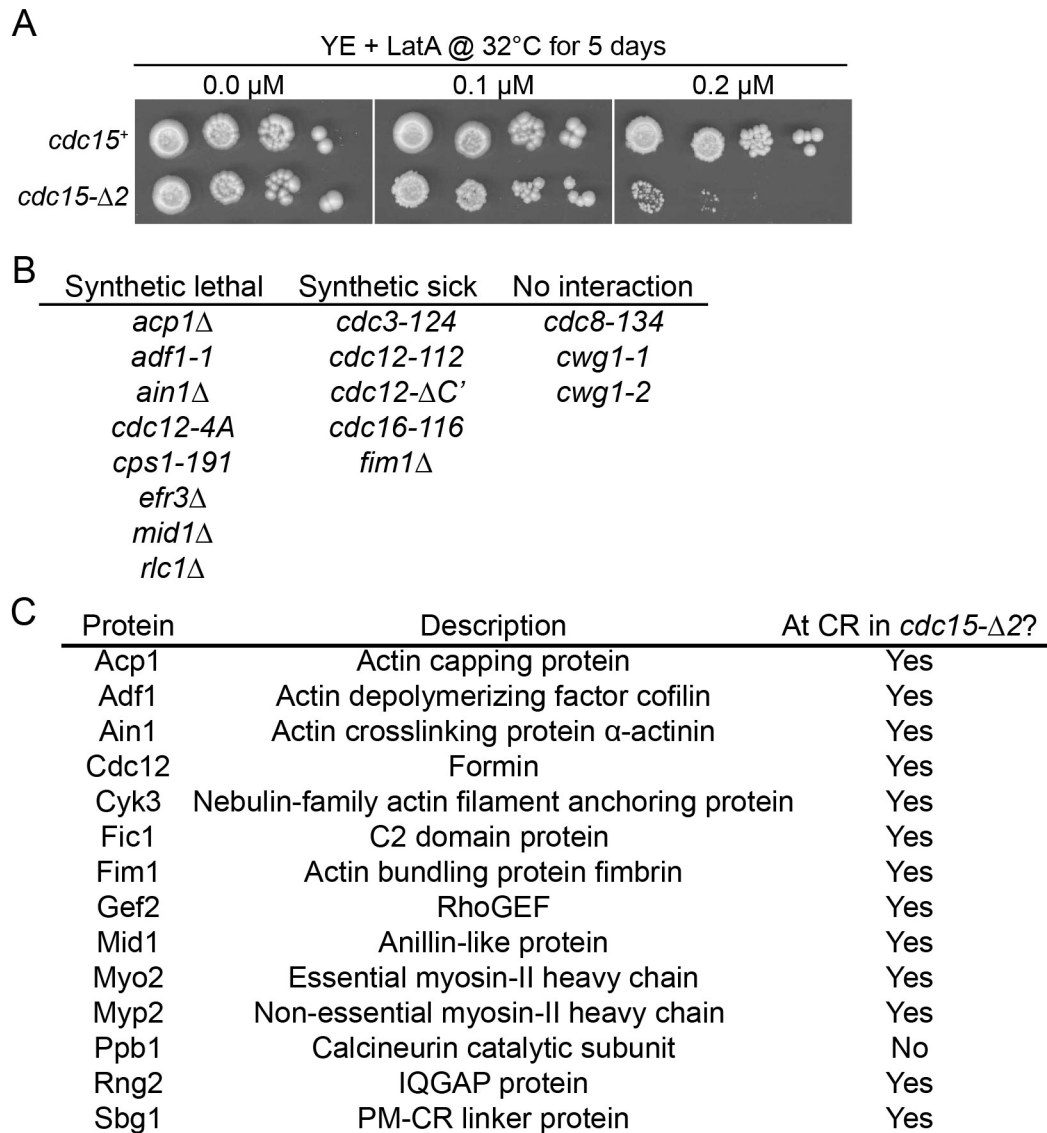 A
YE + LatA @ 32°C for 5 days
0.0 µM 0.1 µM 0.2 µM
cdc15+
cdc15-Δ2
B
Synthetic lethal Synthetic sick No interaction
acp1Δ cdc3-124 cdc8-134
adf1-1 cdc12-112 cwg1-1
ain1Δ cdc12-ΔC' cwg1-2
cdc12-4A cdc16-116
cps1-191 fim1Δ
efr3Δ
mid1Δ
rlc1Δ
C
Protein Description At CR in cdc15-Δ2?
Acp1 Actin capping protein Yes
Adf1 Actin depolymerizing factor cofilin Yes
Ain1 Actin crosslinking protein α-actinin Yes
Cdc12 Formin Yes
Cyk3 Nebulin-family actin filament anchoring protein Yes
Fic1 C2 domain protein Yes
Fim1 Actin bundling protein fimbrin Yes
Gef2 RhoGEF Yes
Mid1 Anillin-like protein Yes
Myo2 Essential myosin-II heavy chain Yes
Myp2 Non-essential myosin-II heavy chain Yes
Ppb1 Calcineurin catalytic subunit No
Rng2 IQGAP protein Yes
Sbg1 PM-CR linker protein Yes